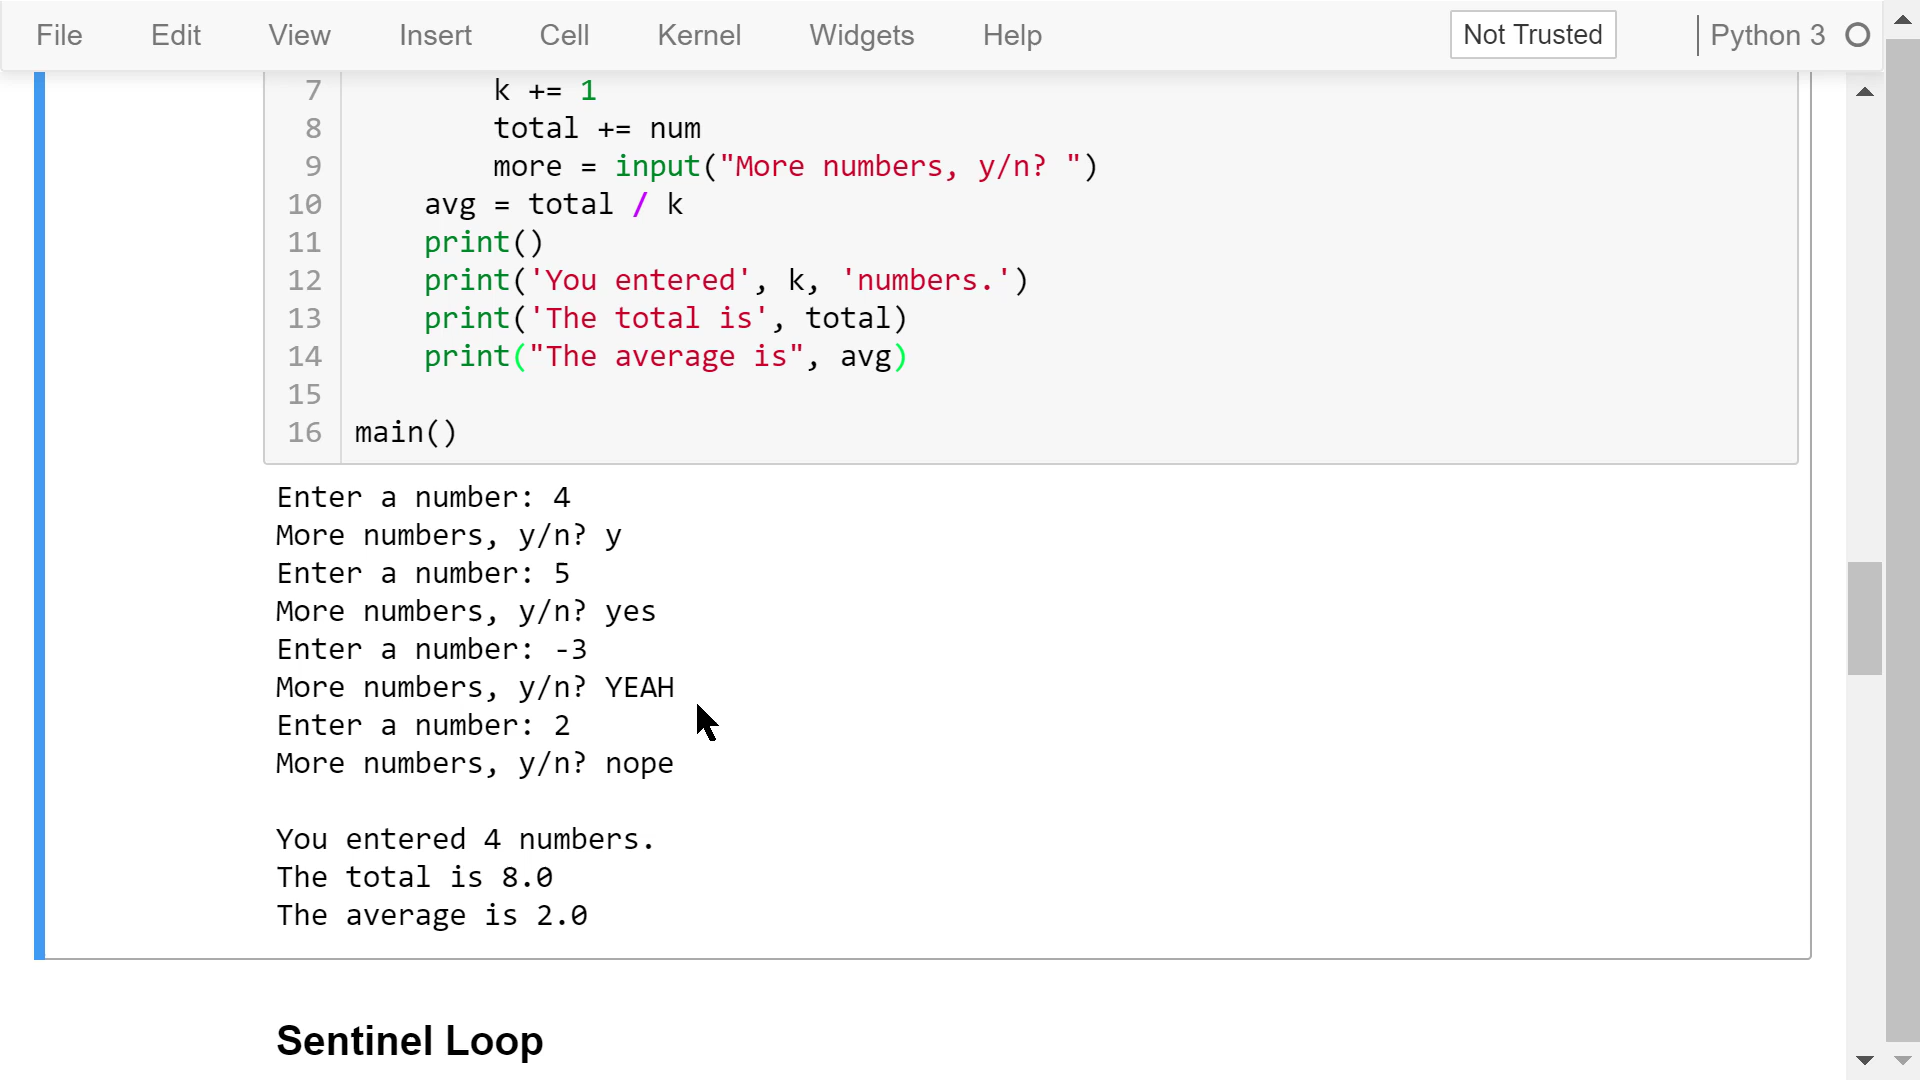 File Edit View Insert Cell Kernel Widgets Help Not Trusted Python 3
7 k += 1
8 total += num
9 more = input("More numbers, y/n? ")
10 avg = total / k
11 print()
12 print('You entered', k, 'numbers.')
13 print('The total is', total)
14 print("The average is", avg)
15
16 main()
Enter a number: 4
More numbers, y/n? y
Enter a number: 5
More numbers, y/n? yes
Enter a number: -3
More numbers, y/n? YEAH
Enter a number: 2
More numbers, y/n? nope
You entered 4 numbers.
The total is 8.0
The average is 2.0
Sentinel Loop